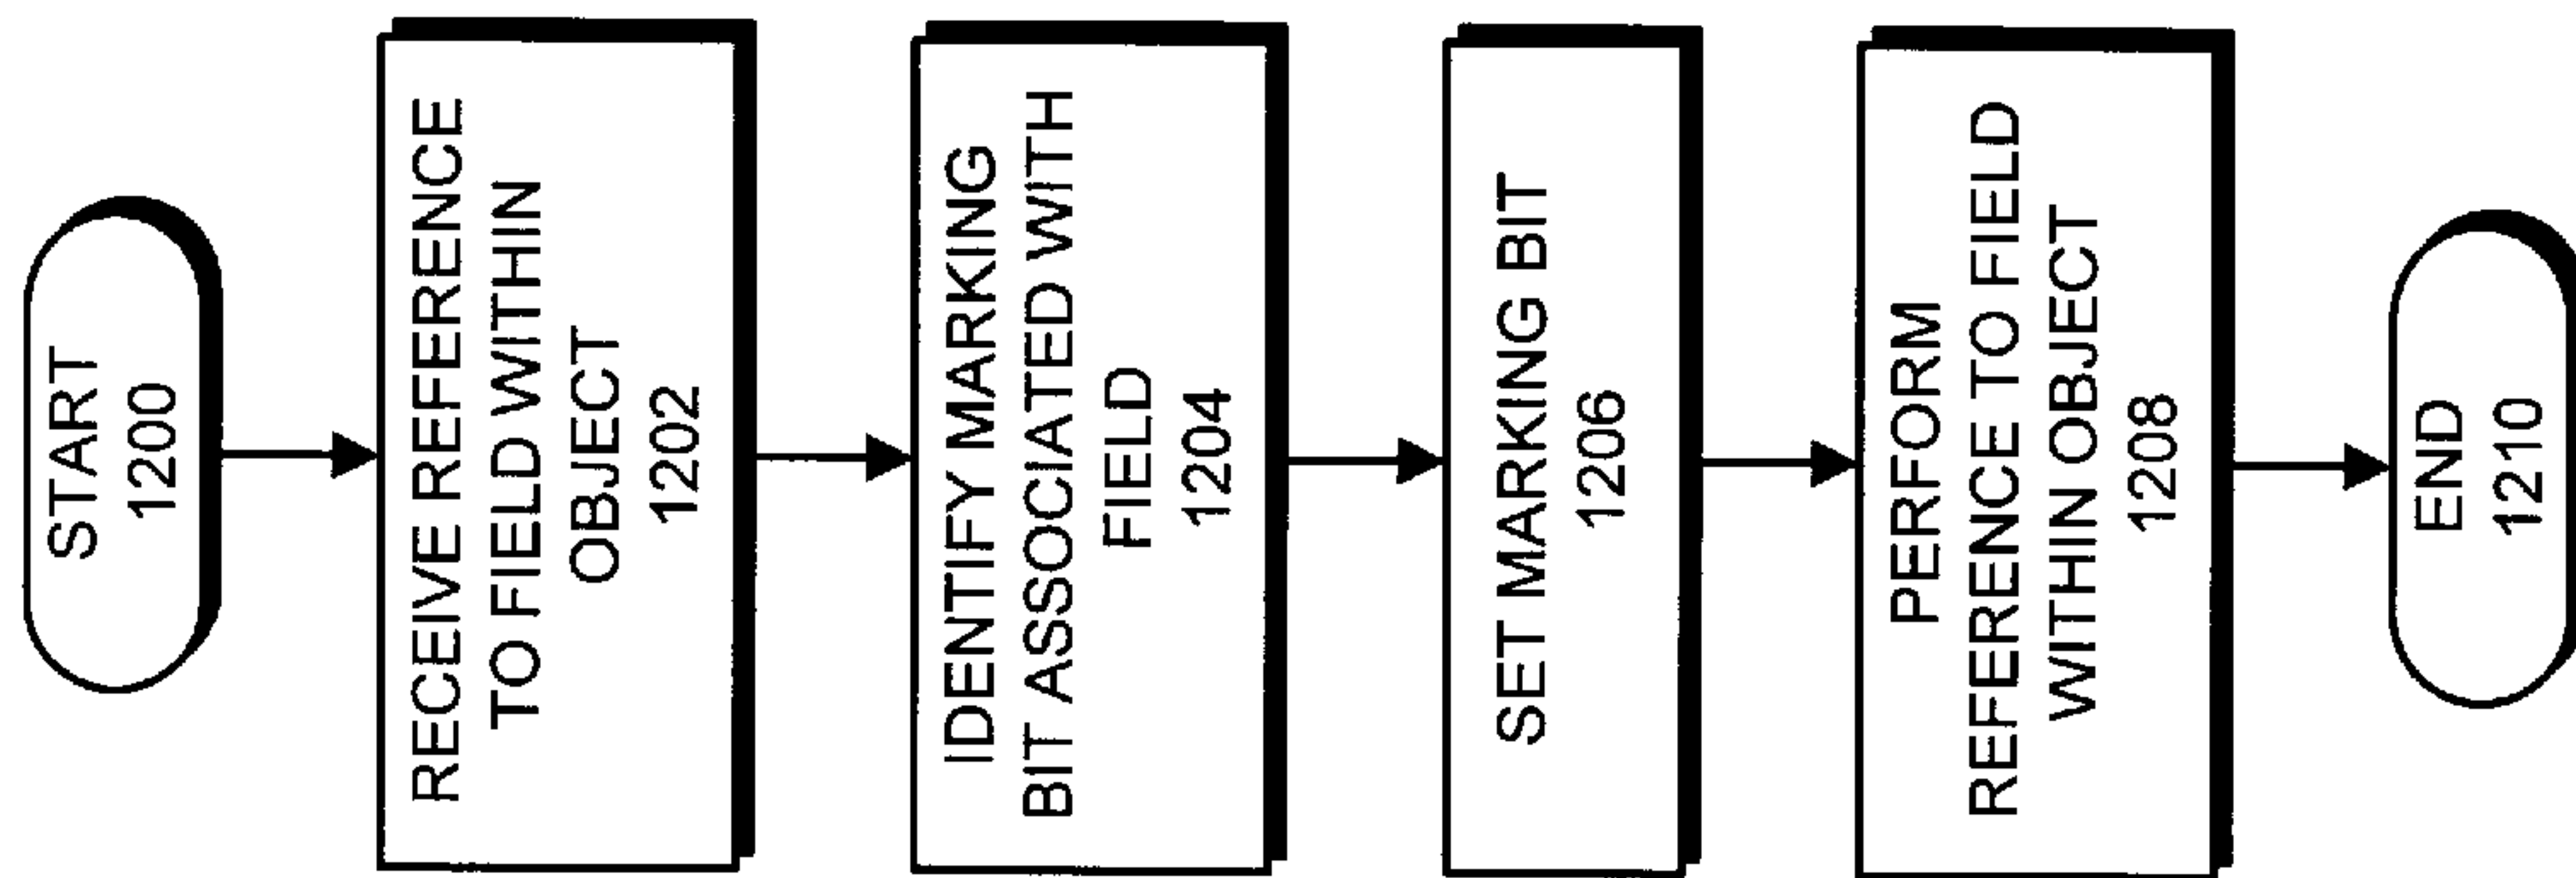 START
1200
RECEIVE REFERENCE
TO FIELD WITHIN
OBJECT
1202
IDENTIFY MARKING
BIT ASSOCIATED WITH
FIELD
1204
SET MARKING BIT
1206
PERFORM
REFERENCE TO FIELD
WITHIN OBJECT
1208
END
1210